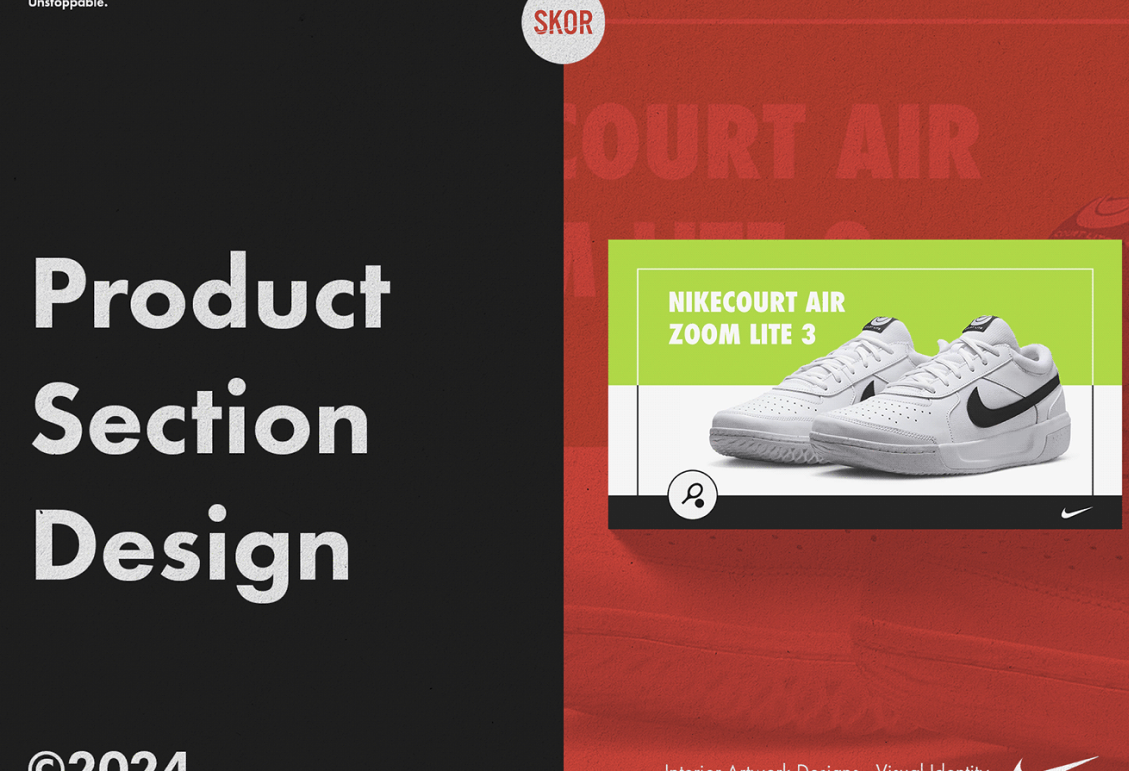 Unstoppable.
SKOR
Product
Section
Design
©2024
COURT AIR
NIKECOURT AIR
ZOOM LITE 3
Interior Artwork Designs Visual Identity